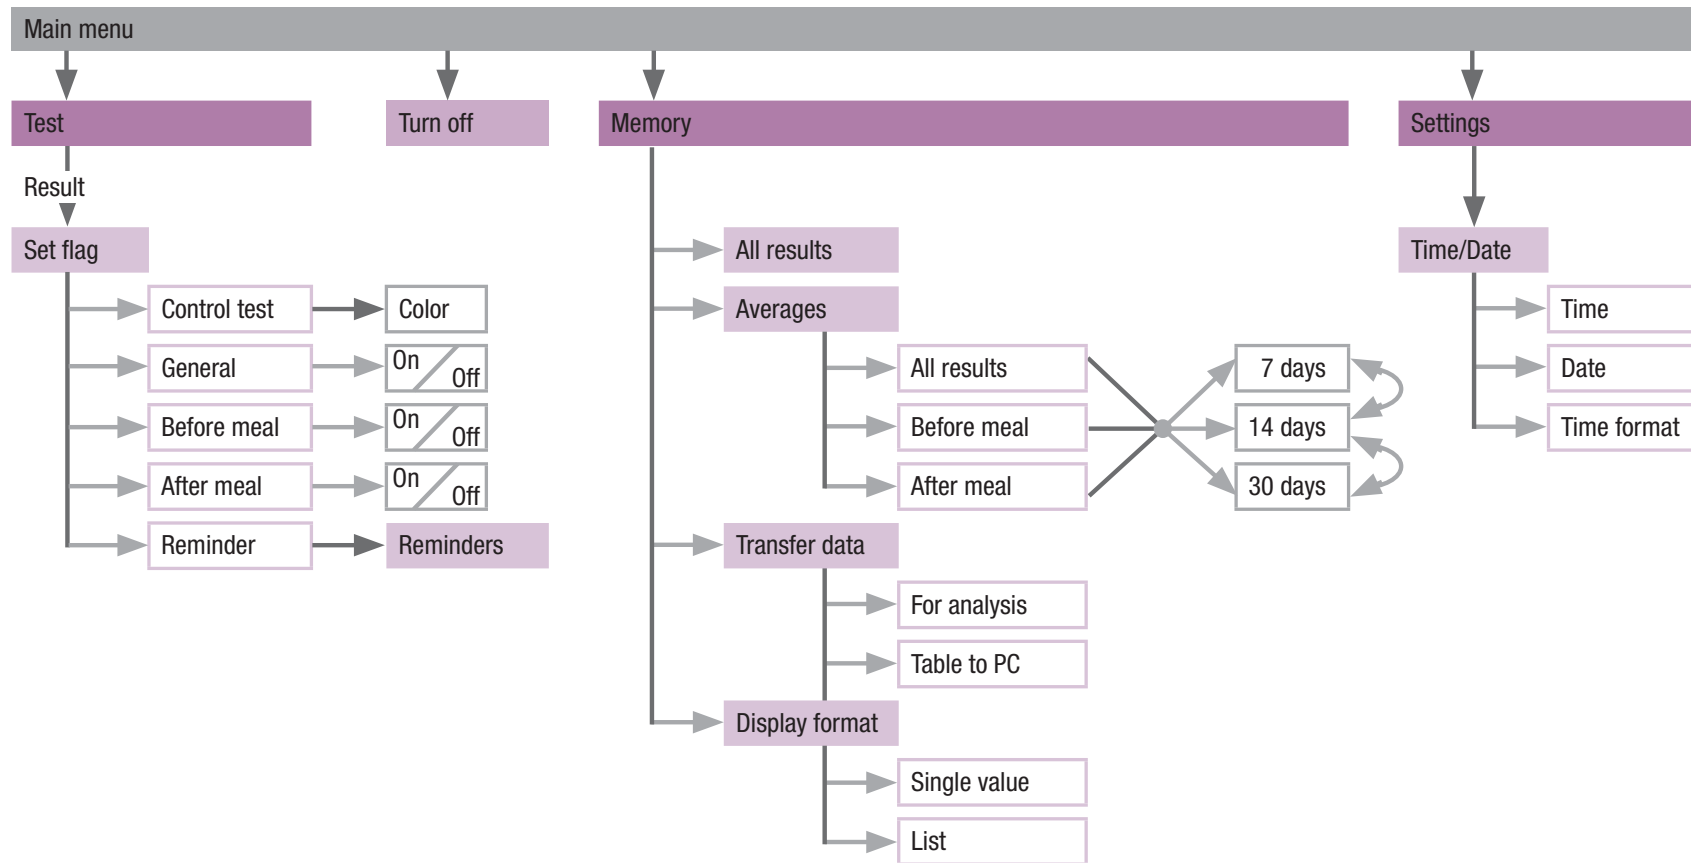 Main menu
Test
Turn off
Memory
Settings
Result
Set flag
All results
Time/Date
Control test
Color
Averages
Time
General
On
Off
All results
7 days
Date
Before meal
On
Off
Before meal
14 days
Time format
After meal
On
Off
After meal
30 days
Reminder
Reminders
Transfer data
For analysis
Table to PC
Display format
Single value
List